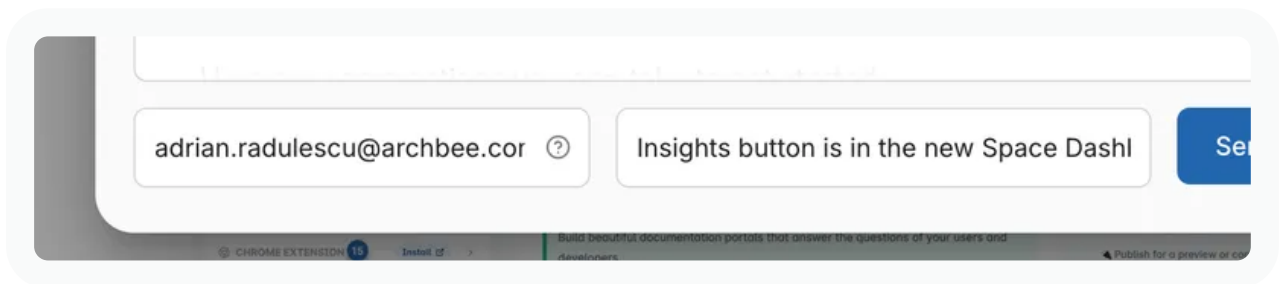 adrian.radulescu@archbee.cor
Insights button is in the new Space Dashl
Ser
CHROME EXTENSION 15 Install
Build beautiful documentation portals that answer the questions of your users and
developers
Publish for a preview or co